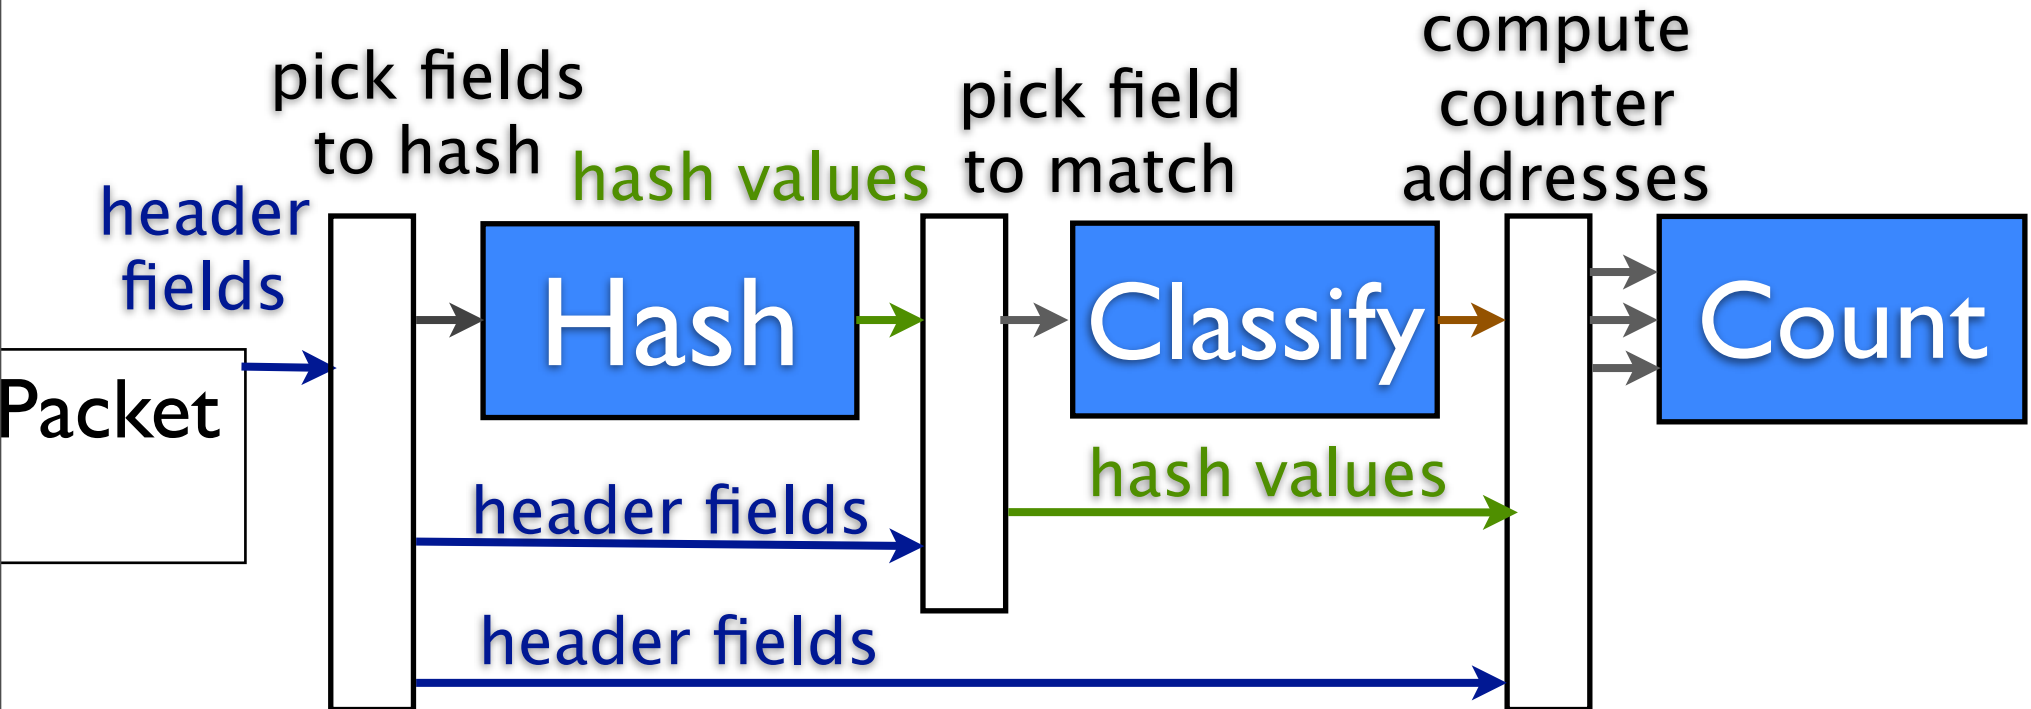 pick fields
to hash
hash values
pick field
to match
compute
counter
addresses
header
fields
Packet
Hash
Classify
Count
header fields
hash values
header fields